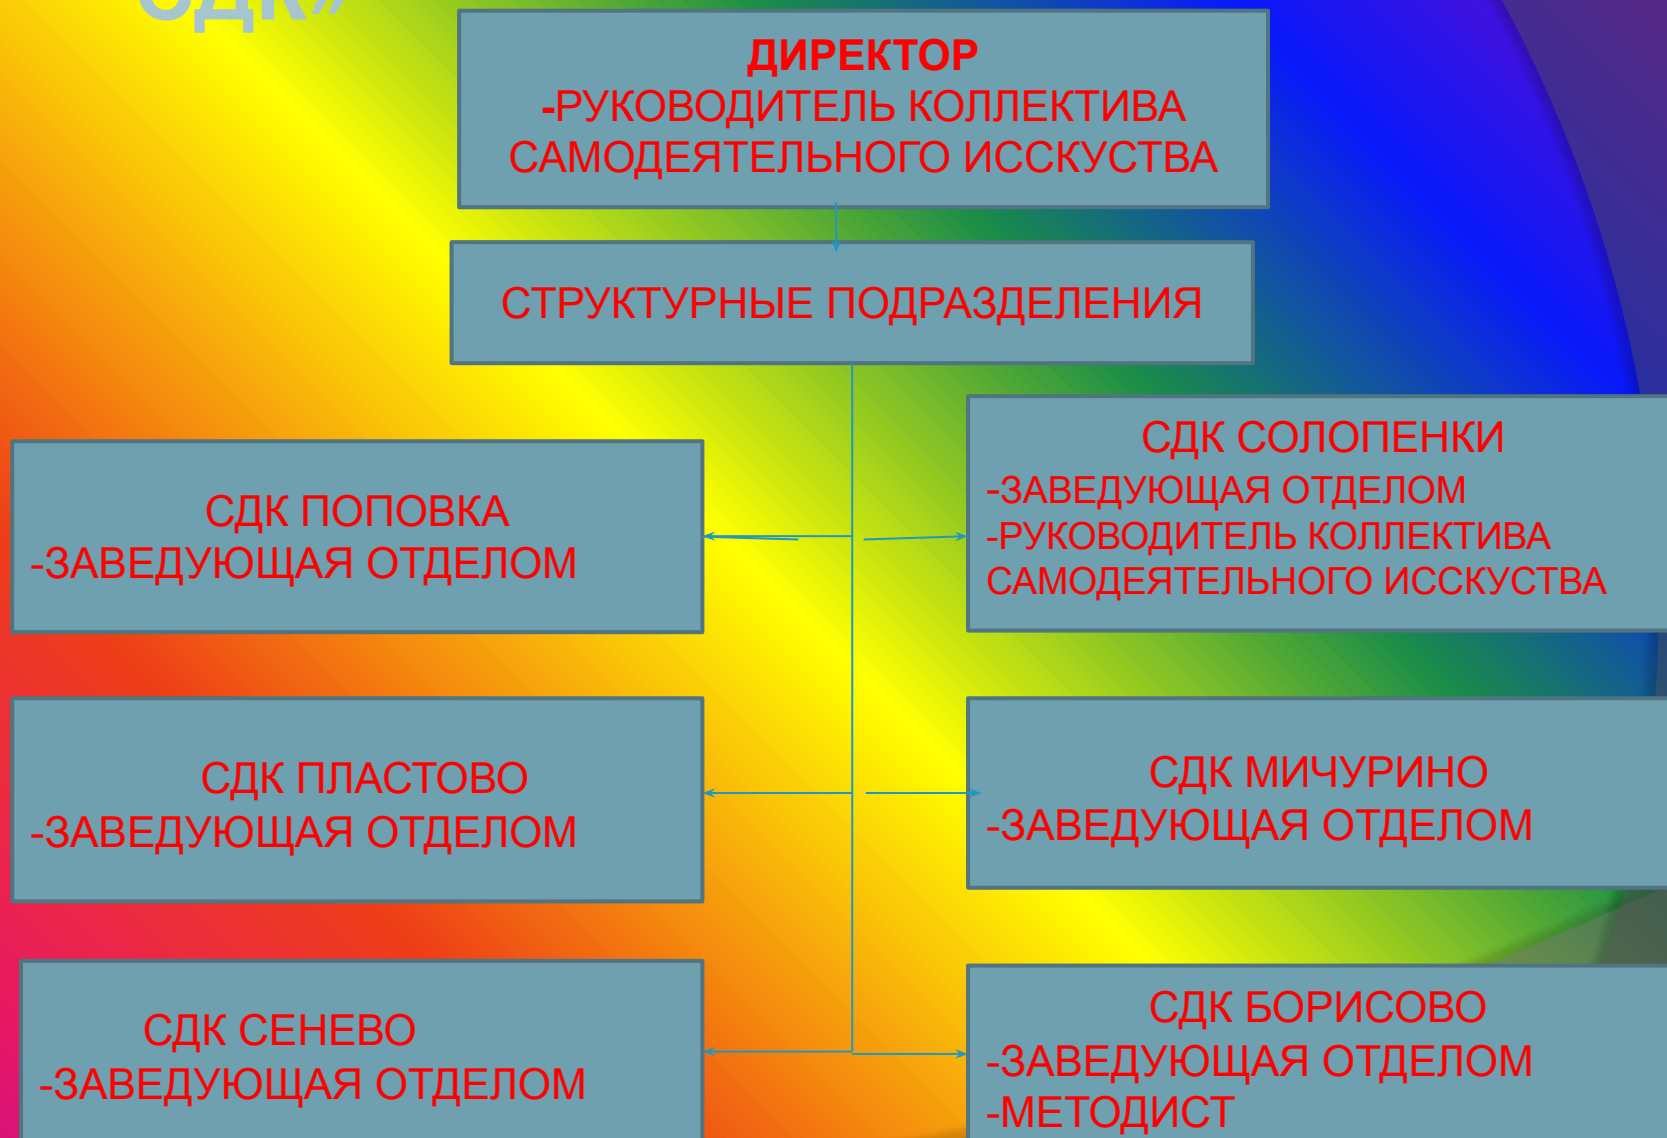 СДК»
ДИРЕКТОР
-РУКОВОДИТЕЛЬ КОЛЛЕКТИВА
САМОДЕЯТЕЛЬНОГО ИССКУСТВА
СТРУКТУРНЫЕ ПОДРАЗДЕЛЕНИЯ
СДК ПОПОВКА
-ЗАВЕДУЮЩАЯ ОТДЕЛОМ
СДК СОЛОПЕНКИ
-ЗАВЕДУЮЩАЯ ОТДЕЛОМ
-РУКОВОДИТЕЛЬ КОЛЛЕКТИВА
САМОДЕЯТЕЛЬНОГО ИССКУСТВА
СДК ПЛАСТОВО
-ЗАВЕДУЮЩАЯ ОТДЕЛОМ
СДК МИЧУРИНО
-ЗАВЕДУЮЩАЯ ОТДЕЛОМ
СДК СЕНЕВО
-ЗАВЕДУЮЩАЯ ОТДЕЛОМ
СДК БОРИСОВО
-ЗАВЕДУЮЩАЯ ОТДЕЛОМ
-МЕТОДИСТ